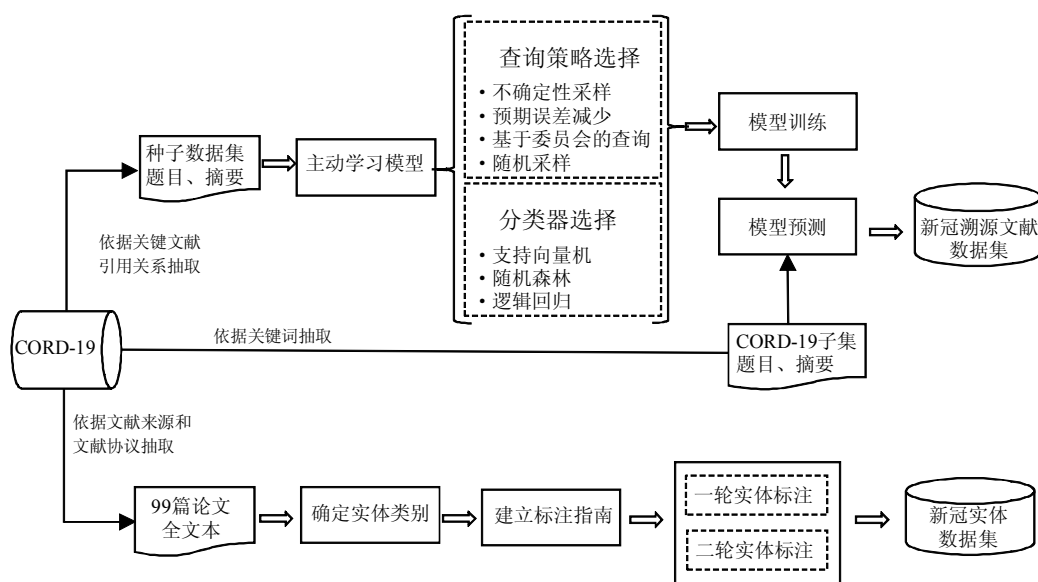 查询策略选择
•不确定性采样
•预期误差减少
•基于委员会的查询
•随机采样
种子数据集
题目、摘要
主动学习模型
模型训练
分类器选择
•支持向量机
•随机森林
•逻辑回归
模型预测
新冠溯源文献
数据集
依据关键文献
引用关系抽取
CORD-19
依据关键词抽取
CORD-19子集
题目、摘要
依据文献来源和
文献协议抽取
99篇论文
全文本
确定实体类别
建立标注指南
一轮实体标注
二轮实体标注
新冠实体
数据集